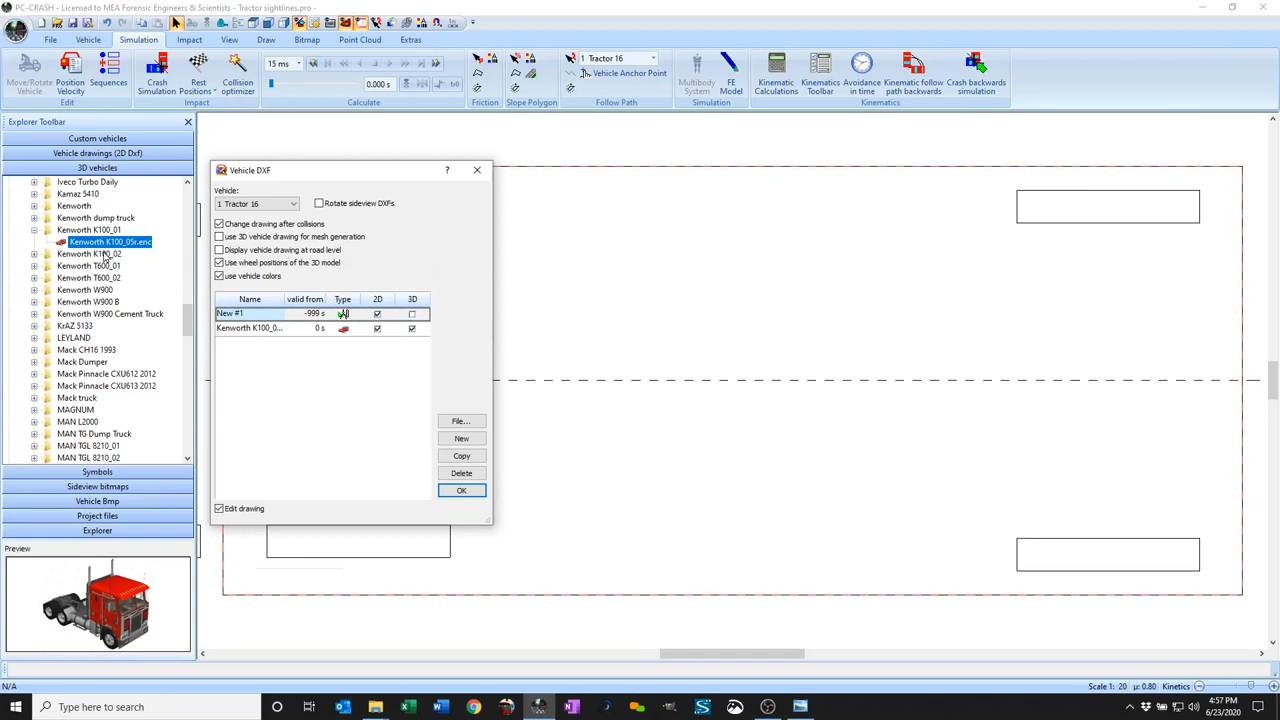 PC-CRASH - Licensed to MEA Forensic Engineers & Scientists - Tractor sightlines.pro -
File Vehicle Simulation Impact View Draw Bitmap Point Cloud Extras
15 ms
1 Tractor 16
Vehicle Anchor Point
0.000 s
Move/Rotate Vehicle
Position Velocity
Sequences
Crash Simulation
Rest Positions
Collision optimizer
Multibody System
FE Model
Kinematic Calculations
Kinematics Toolbar
Avoidance in time
Kinematic follow path backwards
Crash backwards simulation
Edit Impact Calculate Friction Slope Polygon Follow Path Simulation Kinematics
Explorer Toolbar
Custom vehicles
Vehicle drawings (2D Dxf)
3D vehicles
Iveco Turbo Daily
Kamaz 5410
Kenworth
Kenworth dump truck
Kenworth K100_01
Kenworth K100_05r.enc
Kenworth K100_02
Kenworth T600_01
Kenworth T600_02
Kenworth W900
Kenworth W900 B
Kenworth W900 Cement Truck
KrAZ 5133
LEYLAND
Mack CH16 1993
Mack Dumper
Mack Pinnacle CXU612 2012
Mack Pinnacle CXU613 2012
Mack truck
MAGNUM
MAN L2000
MAN TG Dump Truck
MAN TGL 8210_01
MAN TGL 8210_02
Symbols
Sideview bitmaps
Vehicle Bmp
Project files
Explorer
Preview
Vehicle DXF
?
Vehicle:
1 Tractor 16
Rotate sideview DXFs
Change drawing after collisions
use 3D vehicle drawing for mesh generation
Display vehicle drawing at road level
Use wheel positions of the 3D model
use vehicle colors
Name valid from Type 2D 3D
New #1 -999 s
Kenworth K100_0... 0 s
File...
New
Copy
Delete
OK
Edit drawing
N/A
Scale 1: 20 µ: 0.80 Kinetics
Type here to search
4:57 PM
6/23/2020